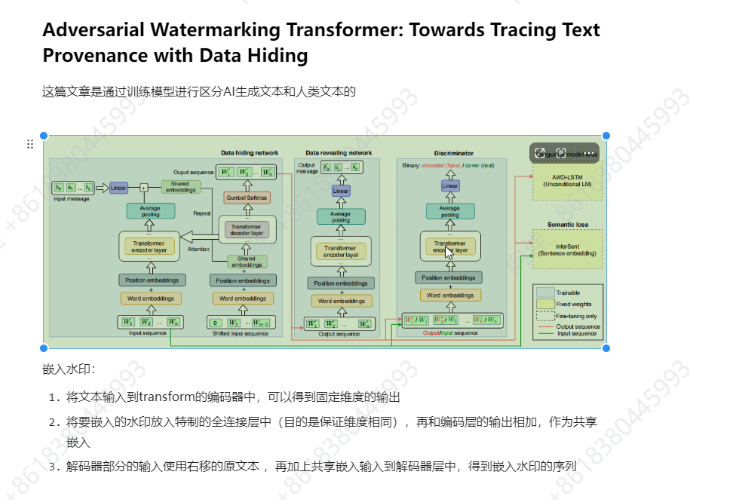 Adversarial Watermarking Transformer: Towards Tracing Text
Provenance with Data Hiding
这篇文章是通过训练模型进行区分AI生成文本和人类文本的
Data hiding network
Data revealing network
Discriminator
Ouput sequence
Output message
Binary: encoded (fake) / cover (real)
Input message
Linear
Shared embeddings
Gumbel Softmax
Average pooling
Repeat
Transformer decoder layer
Transformer encoder layer
Attention
Shared embeddings
Position embeddings
Position embeddings
Word embeddings
Word embeddings
Input sequence
Shifted input sequence
Linear
Average pooling
Transformer encoder layer
Position embeddings
Word embeddings
Output sequence
Linear
Average pooling
Transformer encoder layer
Position embeddings
Word embeddings
Output/Input sequence
AWD-LSTM
(Unconditional LM)
Semantic loss
InferSent
(Sentence embedding)
Trainable
Fixed weights
Fine-tuning only
Output sequence
Input sequence
嵌入水印：
1. 将文本输入到transform的编码器中，可以得到固定维度的输出
2. 将要嵌入的水印放入特制的全连接层中（目的是保证维度相同），再和编码层的输出相加，作为共享
嵌入
3. 解码器部分的输入使用右移的原文本 ，再加上共享嵌入输入到解码器层中，得到嵌入水印的序列
+8618380445993